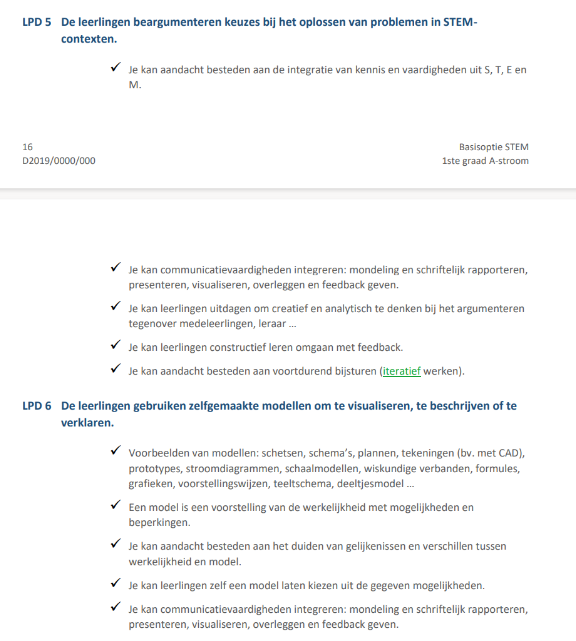 LPD 5 De leerlingen beargumenteren keuzes bij het oplossen van problemen in STEM-
contexten.
✓ Je kan aandacht besteden aan de integratie van kennis en vaardigheden uit S, T, E en
M.
16
Basisoptie STEM
D2019/0000/000
1ste graad A-stroom
✓ Je kan communicatievaardigheden integreren: mondeling en schriftelijk rapporteren,
presenteren, visualiseren, overleggen en feedback geven.
✓ Je kan leerlingen uitdagen om creatief en analytisch te denken bij het argumenteren
tegenover medeleerlingen, leraar ...
✓ Je kan leerlingen constructief leren omgaan met feedback.
✓ Je kan aandacht besteden aan voortdurend bijsturen (iteratief werken).
LPD 6 De leerlingen gebruiken zelfgemaakte modellen om te visualiseren, te beschrijven of te
verklaren.
✓ Voorbeelden van modellen: schetsen, schema’s, plannen, tekeningen (bv. met CAD),
prototypes, stroomdiagrammen, schaalmodellen, wiskundige verbanden, formules,
grafieken, voorstellingswijzen, teeltschema, deeltjesmodel ...
✓ Een model is een voorstelling van de werkelijkheid met mogelijkheden en
beperkingen.
✓ Je kan aandacht besteden aan het duiden van gelijkenissen en verschillen tussen
werkelijkheid en model.
✓ Je kan leerlingen zelf een model laten kiezen uit de gegeven mogelijkheden.
✓ Je kan communicatievaardigheden integreren: mondeling en schriftelijk rapporteren,
presenteren, visualiseren, overleggen en feedback geven.